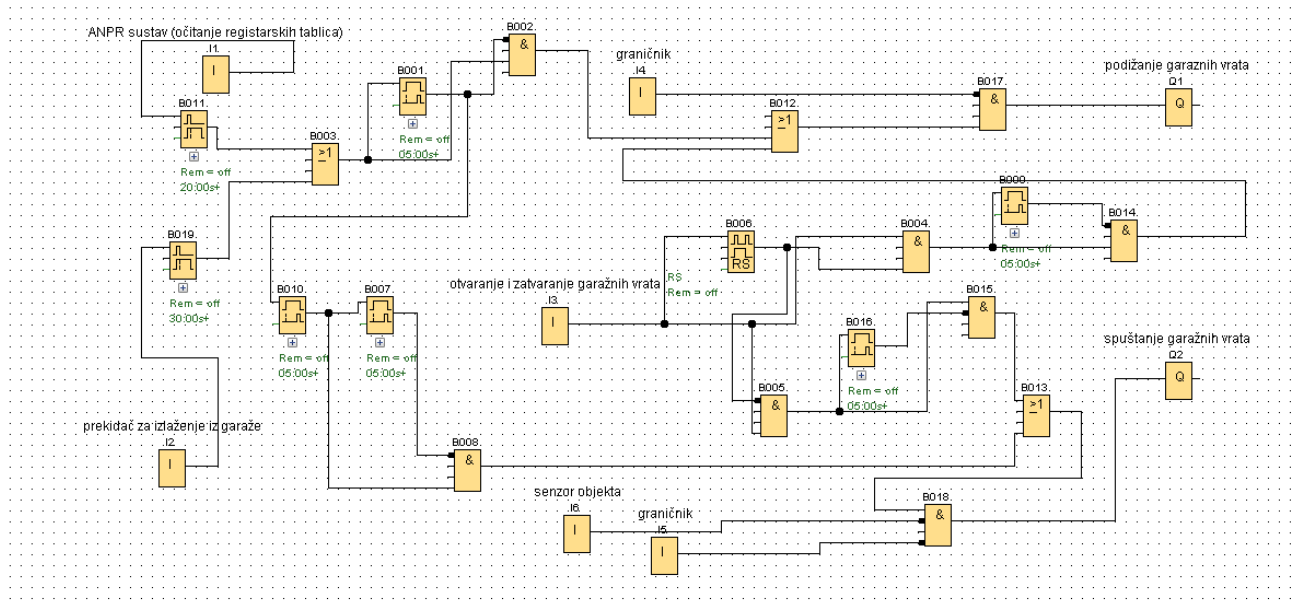 ANPR sustav (očitanje registarskih tablica)
I1
I
B011
Rem = off
20:00s+
B003
>1
B001
Rem = off
05:00s+
B002
&
graničnik
I4
I
B012
>1
B017
&
podižanje garaznih vrata
Q1
Q
B019
Rem = off
30:00s+
B010
Rem = off
05:00s+
B007
Rem = off
05:00s+
otvaranje i zatvaranje garažnih vrata
I3
I
B006
RS
RS
Rem = off
B004
&
B000
Rem = off
05:00s+
B014
&
B015
&
B016
Rem = off
05:00s+
B005
&
B013
>1
spuštanje garažnih vrata
Q2
Q
prekidač za izlaženje iz garaže
I2
I
B008
&
senzor objekta
I6
I
graničnik
I5
I
B018
&